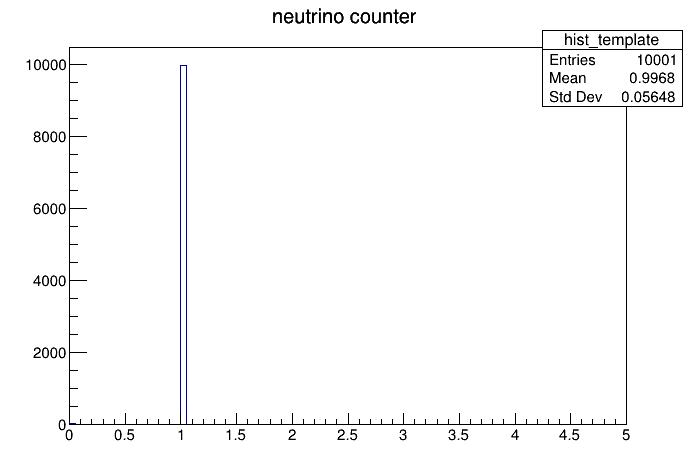 neutrino counter
hist_template
Entries 10001
Mean 0.9968
Std Dev 0.05648
10000
8000
6000
4000
2000
0
0 0.5 1 1.5 2 2.5 3 3.5 4 4.5 5